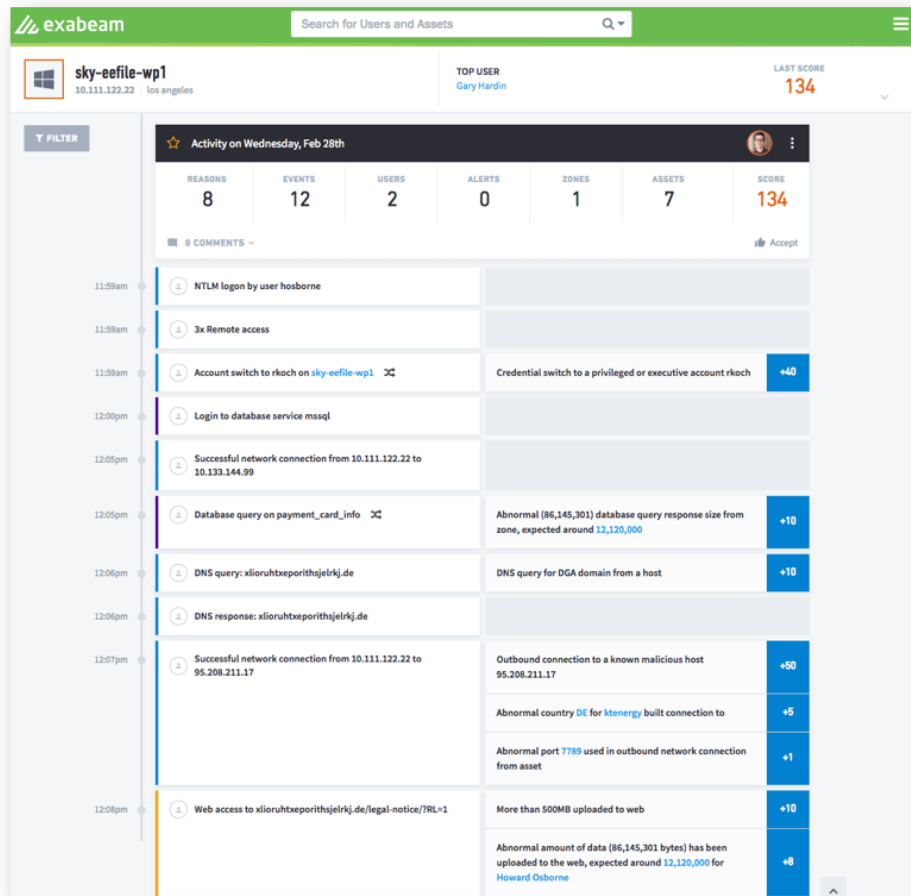 exabeam
Search for Users and Assets
sky-eefile-wp1
10.111.122.22 los angeles
TOP USER
Gary Hardin
LAST SCORE
134
FILTER
Activity on Wednesday, Feb 28th
REASONS EVENTS USERS ALERTS ZONES ASSETS SCORE
8 12 2 0 1 7 134
0 COMMENTS
Accept
11:59am NTLM logon by user hosborne
11:59am 3x Remote access
11:59am Account switch to rkoch on sky-eefile-wp1 Credential switch to a privileged or executive account rkoch +40
12:00pm Login to database service mssql
12:05pm Successful network connection from 10.111.122.22 to
10.133.144.99
12:05pm Database query on payment_card_info Abnormal (86,145,301) database query response size from
zone, expected around 12,120,000 +10
12:06pm DNS query: xlioruhtxeporithsjelrkj.de DNS query for DGA domain from a host +10
12:06pm DNS response: xlioruhtxeporithsjelrkj.de
12:07pm Successful network connection from 10.111.122.22 to
95.208.211.17
Outbound connection to a known malicious host
95.208.211.17 +50
Abnormal country DE for ktenergy built connection to +5
Abnormal port 7789 used in outbound network connection
from asset +1
12:08pm Web access to xlioruhtxeporithsjelrkj.de/legal-notice/?RL=1 More than 500MB uploaded to web +10
Abnormal amount of data (86,145,301 bytes) has been
uploaded to the web, expected around 12,120,000 for
Howard Osborne +8